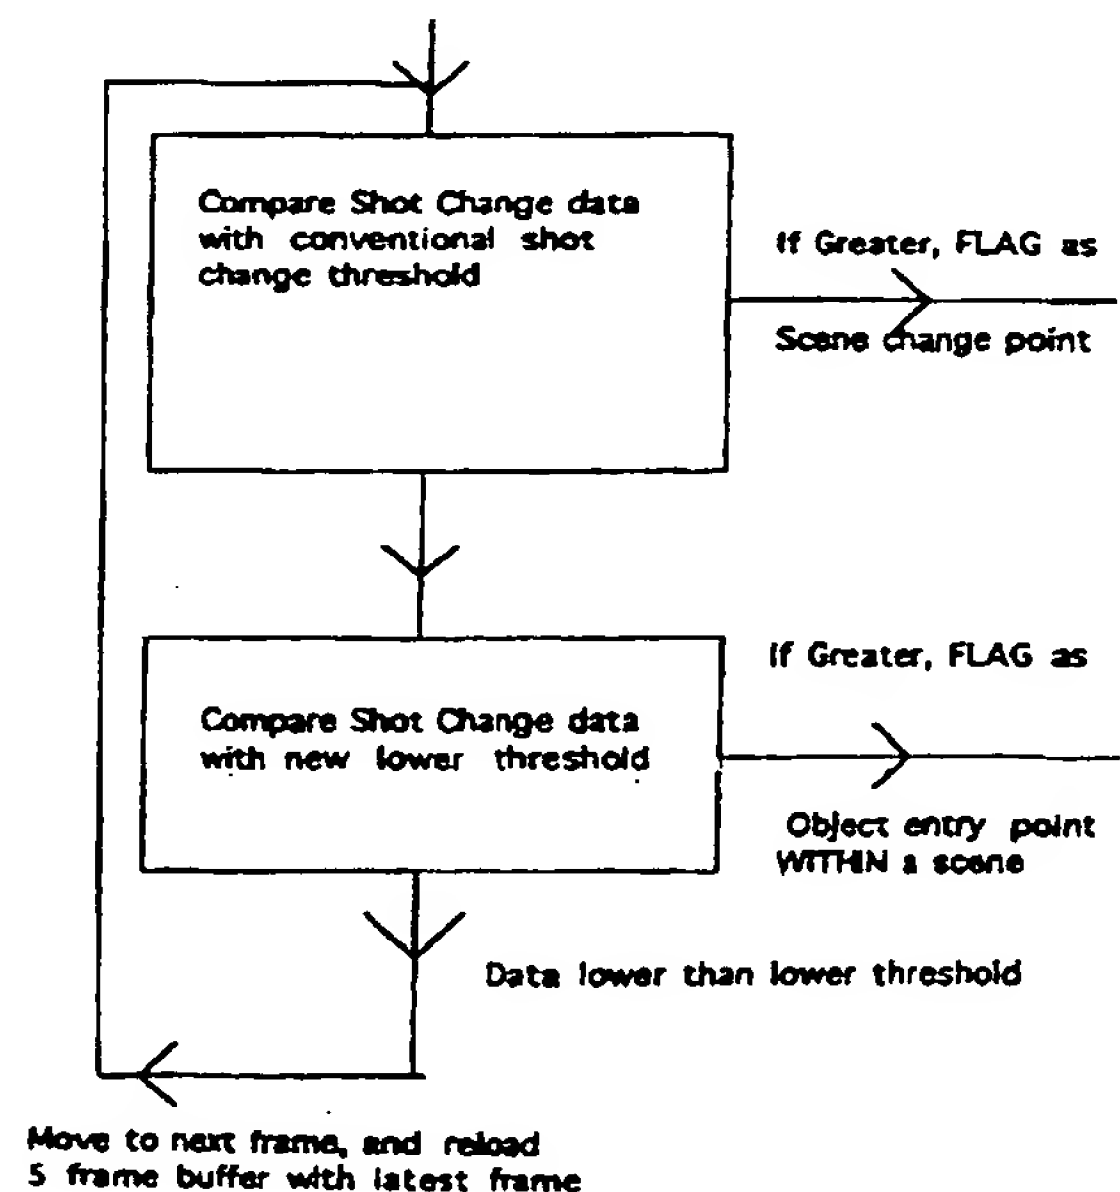 Compare Shot Change data
with conventional shot
change threshold
If Greater, FLAG as
Scene change point
If Greater, FLAG as
Compare Shot Change data
with new lower threshold
Object entry point
WITHIN a scene
Data lower than lower threshold
Move to next frame, and reload
5 frame buffer with latest frame